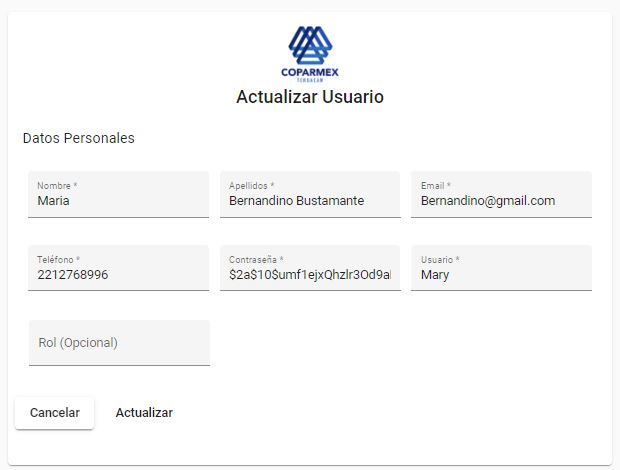 COPARMEX
TEHUACAN
Actualizar Usuario
Datos Personales
Nombre * Apellidos * Email *
Maria Bernandino Bustamante Bernandino@gmail.com
Teléfono * Contraseña * Usuario *
2212768996 $2a$10$umf1ejxQhzlr3Od9a Mary
Rol (Opcional)
Cancelar Actualizar